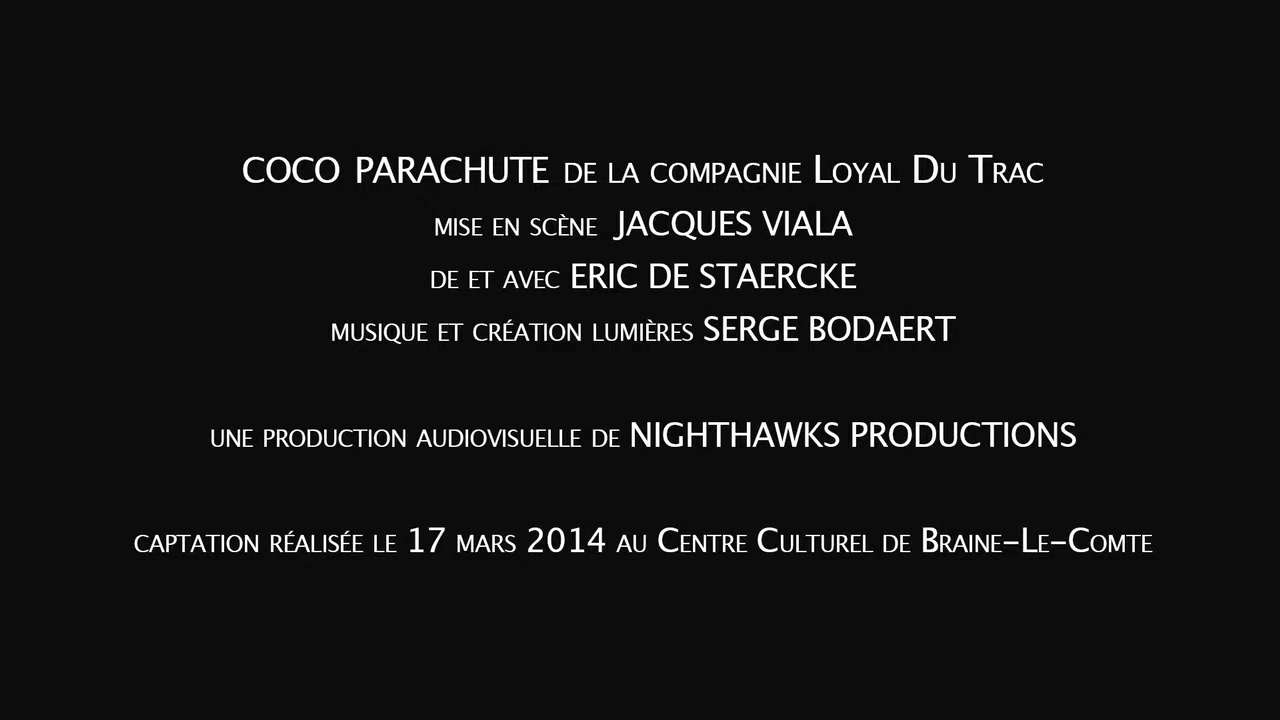 COCO PARACHUTE DE LA COMPAGNIE LOYAL DU TRAC
MISE EN SCÈNE JACQUES VIALA
DE ET AVEC ERIC DE STAERCKE
MUSIQUE ET CRÉATION LUMIÈRES SERGE BODAERT
UNE PRODUCTION AUDIOVISUELLE DE NIGHTHAWKS PRODUCTIONS
CAPTATION RÉALISÉE LE 17 MARS 2014 AU CENTRE CULTUREL DE BRAINE-LE-COMTE